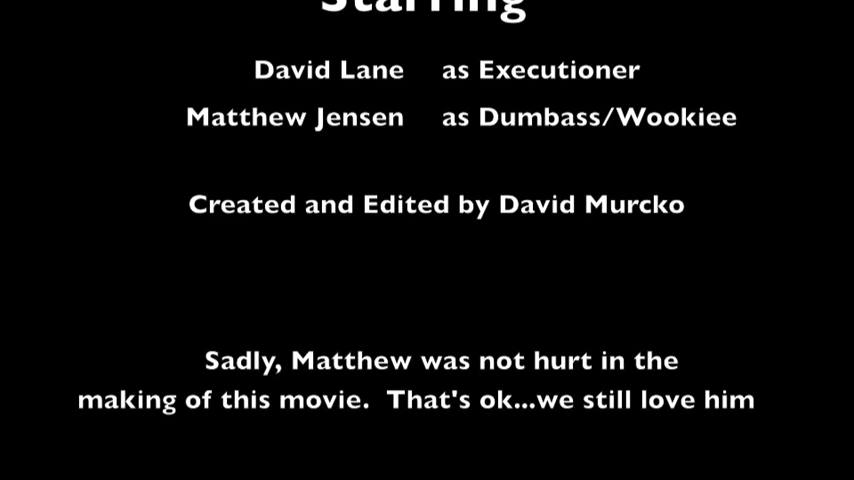 Starring
David Lane as Executioner
Matthew Jensen as Dumbass/Wookiee
Created and Edited by David Murcko
Sadly, Matthew was not hurt in the
making of this movie.  That's ok...we still love him